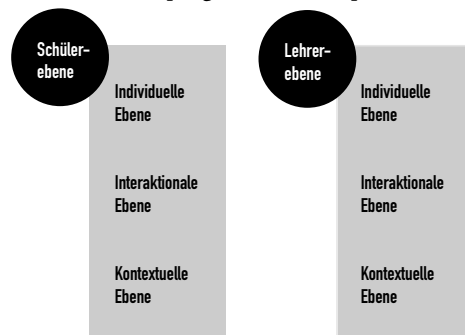 Schüler-
ebene
Individuelle
Ebene
Interaktionale
Ebene
Kontextuelle
Ebene
Lehrer-
ebene
Individuelle
Ebene
Interaktionale
Ebene
Kontextuelle
Ebene